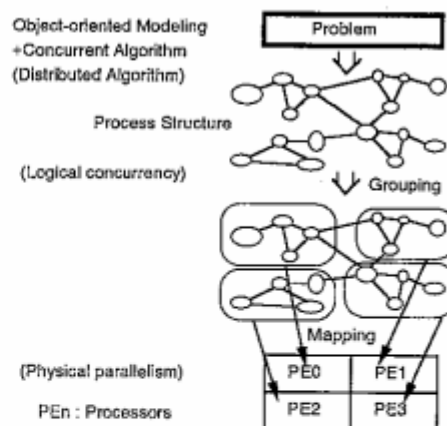 Object-oriented Modeling
+Concurrent Algorithm
(Distributed Algorithm)
Problem
Process Structure
(Logical concurrency)
Grouping
Mapping
(Physical parallelism)
PE0 PE1
PEn : Processors
PE2 PE3